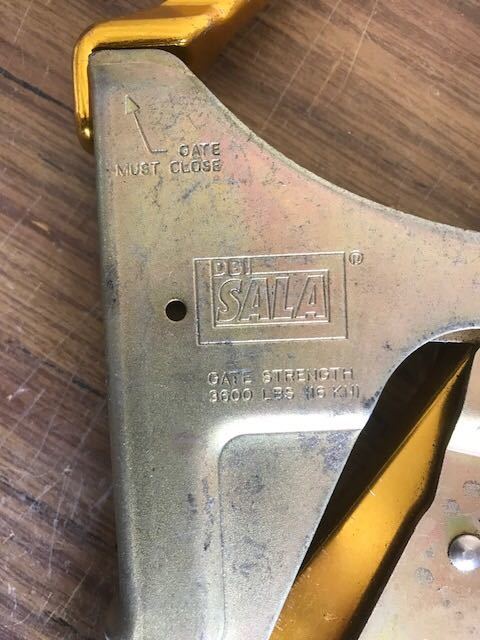 GATE
MUST CLOSE
DBI
SALA®
GATE STRENGTH
3600 LBS (16 KN)